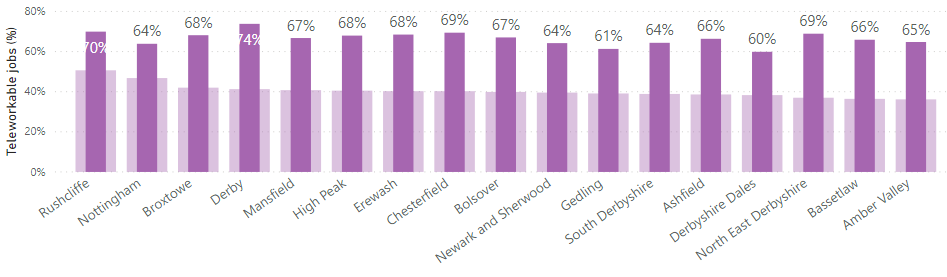 Teleworkable jobs (%)
80%
60%
40%
20%
0%
70%
64%
68%
74%
67%
68%
68%
69%
67%
64%
61%
64%
66%
60%
69%
66%
65%
Rushcliffe
Nottingham
Broxtowe
Derby
Mansfield
High Peak
Erewash
Chesterfield
Bolsover
Newark and Sherwood
Gedling
South Derbyshire
Ashfield
Derbyshire Dales
North East Derbyshire
Bassetlaw
Amber Valley